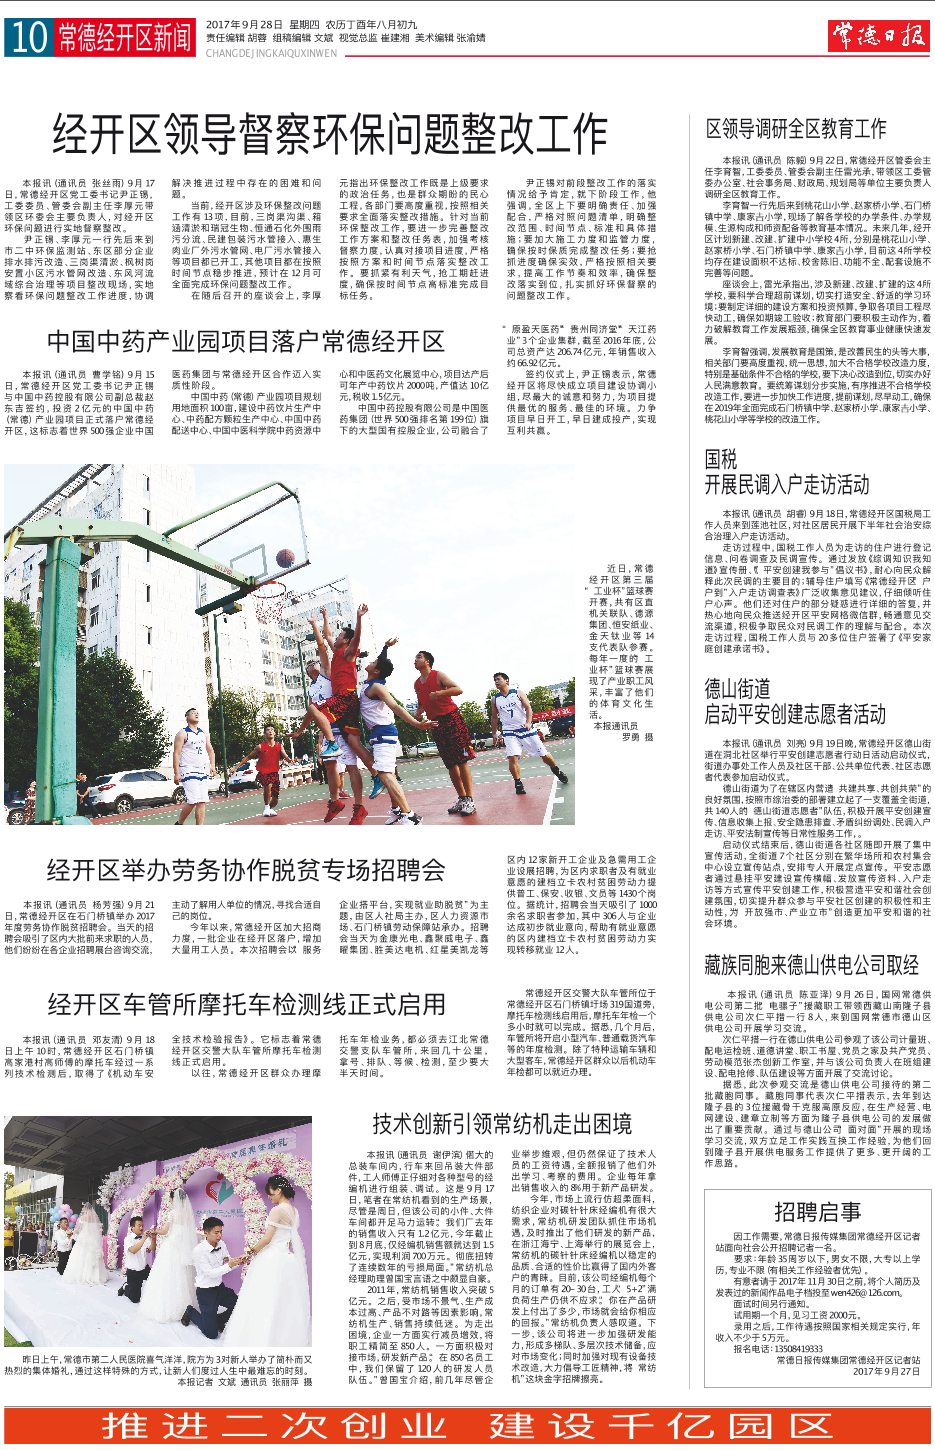 10 常德经开区新闻
2017年9月28日 星期四 农历丁酉年八月初九
责任编辑 胡蓉 组稿编辑 文斌 视觉总监 崔建湘 美术编辑 张渝婧
CHANGDEJINGKAIQUXINWEN
常德日报
经开区领导督察环保问题整改工作
本报讯(通讯员 张丝雨)9月17
日,常德经开区党工委书记尹正锡,
工委委员、管委会副主任李厚元带
领区环委会主要负责人,对经开区
环保问题进行实地督察整改。
尹正锡、李厚元一行先后来到
市二中环保监测站、东区部分企业
排水排污改造、三岗渠清淤、枫树岗
安置小区污水管网改造、东风河流
域综合治理等项目整改现场,实地
察看环保问题整改工作进度,协调
解决推进过程中存在的困难和问
题。
当前,经开区涉及环保整改问题
工作有13项,目前,三岗渠沟渠、箱
涵清淤和瑞冠生物、恒通石化外围雨
污分流、民建包装污水管接入、惠生
肉业厂外污水管网、电厂污水管接入
等项目都已开工,其他项目都在按照
时间节点稳步推进,预计在12月可
全面完成环保问题整改工作。
在随后召开的座谈会上,李厚
元指出环保整改工作既是上级要求
的政治任务,也是群众期盼的民心
工程,各部门要高度重视,按照相关
要求全面落实整改措施。针对当前
环保整改工作,要进一步完善整改
工作方案和整改任务表,加强考核
督察力度,认真对接项目进度,严格
按照方案和时间节点落实整改工
作。要抓紧有利天气,抢工期赶进
度,确保按时间节点高标准完成目
标任务。
尹正锡对前段整改工作的落实
情况给予肯定,就下阶段工作,他
强调,全区上下要明确责任、加强
配合,严格对照问题清单,明确整
改范围、时间节点、标准和具体措
施;要加大施工力度和监管力度,
确保按时保质完成整改任务;要抢
抓进度确保实效,严格按照相关要
求,提高工作节奏和效率,确保整
改落实到位,扎实抓好环保督察的
问题整改工作。
中国中药产业园项目落户常德经开区
本报讯(通讯员 曹学铭)9月15
日,常德经开区党工委书记尹正锡
与中国中药控股有限公司副总裁赵
东吉签约,投资2亿元的中国中药
(常德)产业园项目正式落户常德经
开区,这标志着世界500强企业中国
医药集团与常德经开区合作迈入实
质性阶段。
中国中药(常德)产业园项目规划
用地面积100亩,建设中药饮片生产中
心、中药配方颗粒生产中心、中国中药
配送中心、中国中医科学院中药资源中
心和中医药文化展览中心,项目达产后
可年产中药饮片2000吨,产值达10亿
元,税收1.5亿元。
中国中药控股有限公司是中国医
药集团(世界500强排名第199位)旗
下的大型国有控股企业,公司融合了
“原盈天医药”“贵州同济堂”“天江药
业”3个企业集群,截至2016年底,公
司总资产达206.74亿元,年销售收入
约66.92亿元。
签约仪式上,尹正锡表示,常德
经开区将尽快成立项目建设协调小
组,尽最大的诚意和努力,为项目提
供最优的服务、最佳的环境。力争
项目早日开工,早日建成投产,实现
互利共赢。
近日,常德
经开区第三届
“工业杯”篮球赛
开赛,共有区直
机关联队、德源
集团、恒安纸业、
金天钛业等14
支代表队参赛。
每年一度的“工
业杯”篮球赛展
现了产业职工风
采,丰富了他们
的体育文化生
活。
本报通讯员
罗勇 摄
经开区举办劳务协作脱贫专场招聘会
本报讯(通讯员 杨芳强)9月21
日,常德经开区在石门桥镇举办2017
年度劳务协作脱贫招聘会。当天的招
聘会吸引了区内大批前来求职的人员,
他们纷纷在各企业招聘展台咨询交流,
主动了解用人单位的情况,寻找合适自
己的岗位。
今年以来,常德经开区加大招商
力度,一批企业在经开区落户,增加
大量用工人员。本次招聘会以“服务
企业搭平台,实现就业助脱贫”为主
题,由区人社局主办,区人力资源市
场、石门桥镇劳动保障站承办。招聘
会当天为金康光电、鑫聚威电子、鑫
曜集团、胜美达电机、红星美凯龙等
区内12家新开工企业及急需用工企
业设展招聘,为区内求职者及有就业
意愿的建档立卡农村贫困劳动力提
供普工、保安、收银、文员等1430个岗
位。据统计,招聘会当天吸引了1000
余名求职者参加,其中306人与企业
达成初步就业意向,帮助有就业意愿
的区内建档立卡农村贫困劳动力实
现转移就业12人。
经开区车管所摩托车检测线正式启用
本报讯(通讯员 邓友清)9月18
日上午10时,常德经开区石门桥镇
高家港村高师傅的摩托车经过一系
列技术检测后,取得了《机动车安
全技术检验报告》。它标志着常德
经开区交警大队车管所摩托车检测
线正式启用。
以往,常德经开区群众办理摩
托车年检业务,都必须去江北常德
交警支队车管所,来回几十公里,
拿号、排队、等候、检测,至少要大
半天时间。
常德经开区交警大队车管所位于
常德经开区石门桥镇圩场319国道旁,
摩托车检测线启用后,摩托车年检一个
多小时就可以完成。据悉,几个月后,
车管所将开启小型汽车、普通载货汽车
等的年度检测。除了特种运输车辆和
大型客车,常德经开区群众以后机动车
年检都可以就近办理。
昨日上午,常德市第二人民医院喜气洋洋,院方为3对新人举办了简朴而又
热烈的集体婚礼,通过这样特殊的方式,让新人们度过人生中最难忘的时刻。
本报记者 文斌 通讯员 张丽萍 摄
技术创新引领常纺机走出困境
本报讯(通讯员 谢伊滨)偌大的
总装车间内,行车来回吊装大件部
件,工人师傅正仔细对各种型号的经
编机进行组装、调试。这是9月17
日,笔者在常纺机看到的生产场景,
尽管是周日,但该公司的小件、大件
车间都开足马力运转。“我们厂去年
的销售收入只有1.2亿元,今年截止
到8月底,仅经编机销售额就达到1.5
亿元,实现利润700万元。彻底扭转
了连续数年的亏损局面。”常纺机总
经理助理曾国宝言语之中颇显自豪。
2011年,常纺机销售收入突破5
亿元。之后,受市场不景气、生产成
本过高、产品不对路等因素影响,常
纺机生产、销售持续低迷。为走出
困境,企业一方面实行减员增效,将
职工精简至850人。一方面积极对
接市场,研发新产品。“在850名员工
中,我们保留了120人的研发人员
队伍。”曾国宝介绍,前几年尽管企
业举步维艰,但仍然保证了技术人
员的工资待遇,全额报销了他们外
出学习、考察的费用。企业每年拿
出销售收入的8%用于新产品研发。
今年,市场上流行仿超柔面料,
纺织企业对碳针针床经编机有很大
需求,常纺机研发团队抓住市场机
遇,及时推出了他们研发的新产品,
在浙江海宁、上海举行的展览会上,
常纺机的碳针针床经编机以稳定的
品质、合适的性价比赢得了国内外客
户的青睐。目前,该公司经编机每个
月的订单有20-30台,工人“5+2”满
负荷生产仍供不应求。“你在产品研
发上付出了多少,市场就会给你相应
的回报。”常纺机负责人感叹道。下
一步,该公司将进一步加强研发能
力,形成多梯队、多层次技术储备,应
对市场变化;同时加强对现有设备技
术改造,大力倡导工匠精神,将“常纺
机”这块金字招牌擦亮。
区领导调研全区教育工作
本报讯(通讯员 陈毅)9月22日,常德经开区管委会主
任李育智,工委委员、管委会副主任雷光承,带领区工委管
委办公室、社会事务局、财政局、规划局等单位主要负责人
调研全区教育工作。
李育智一行先后来到桃花山小学、赵家桥小学、石门桥
镇中学、康家吉小学,现场了解各学校的办学条件、办学规
模、生源构成和师资配备等教育基本情况。未来几年,经开
区计划新建、改建、扩建中小学校4所,分别是桃花山小学、
赵家桥小学、石门桥镇中学、康家吉小学,目前这4所学校
均存在建设面积不达标、校舍陈旧、功能不全、配套设施不
完善等问题。
座谈会上,雷光承指出,涉及新建、改建、扩建的这4所
学校,要科学合理超前谋划,切实打造安全、舒适的学习环
境;要制定详细的建设方案和投资预算,争取各项目工程尽
快动工,确保如期竣工验收;教育部门要积极主动作为,着
力破解教育工作发展瓶颈,确保全区教育事业健康快速发
展。
李育智强调,发展教育是国策,是改善民生的头等大事,
相关部门要高度重视,统一思想,加大不合格学校改造力度,
特别是基础条件不合格的学校,要下决心改造到位,切实办好
人民满意教育。要统筹谋划分步实施,有序推进不合格学校
改造工作,要进一步加快工作进度,提前谋划,尽早动工,确保
在2019年全面完成石门桥镇中学、赵家桥小学、康家吉小学、
桃花山小学等学校的改造工作。
国税
开展民调入户走访活动
本报讯(通讯员 胡睿)9月18日,常德经开区国税局工
作人员来到莲池社区,对社区居民开展下半年社会治安综
合治理入户走访活动。
走访过程中,国税工作人员为走访的住户进行登记
信息、问卷调查及民调宣传。通过发放《综调知识我知
道》宣传册、《“平安创建我参与”倡议书》,耐心向民众解
释此次民调的主要目的;辅导住户填写《常德经开区“户
户到”入户走访调查表》广泛收集意见建议,仔细倾听住
户心声。他们还对住户的部分疑惑进行详细的答复,并
热心地向民众推送经开区平安网格微信群,畅通意见交
流渠道,积极争取民众对民调工作的理解与配合。本次
走访过程,国税工作人员与20多位住户签署了《平安家
庭创建承诺书》。
德山街道
启动平安创建志愿者活动
本报讯(通讯员 刘亮)9月19日晚,常德经开区德山街
道在洞北社区举行平安创建志愿者行动日活动启动仪式,
街道办事处工作人员及社区干部、公共单位代表、社区志愿
者代表参加启动仪式。
德山街道为了在辖区内营造“共建共享、共创共荣”的
良好氛围,按照市综治委的部署建立起了一支覆盖全街道,
共140人的“德山街道志愿者”队伍,积极开展平安创建宣
传、信息收集上报、安全隐患排查、矛盾纠纷调处、民调入户
走访、平安法制宣传等日常性服务工作,。
启动仪式结束后,德山街道各社区随即开展了集中
宣传活动,全街道7个社区分别在繁华场所和农村集会
中心设立宣传站点,安排专人开展定点宣传。平安志愿
者通过悬挂平安建设宣传横幅、发放宣传资料、入户走
访等方式宣传平安创建工作,积极营造平安和谐社会创
建氛围,切实提升群众参与平安社区创建的积极性和主
动性,为“开放强市、产业立市”创造更加平安和谐的社
会环境。
藏族同胞来德山供电公司取经
本报讯(通讯员 陈亚洋)9月26日,国网常德供
电公司第二批“电骡子”援藏职工带领西藏山南隆子县
供电公司次仁平措一行8人,来到国网常德市德山区
供电公司开展学习交流。
次仁平措一行在德山供电公司参观了该公司计量班、
配电运检班、道德讲堂、职工书屋、党员之家及共产党员、
劳动模范张杰创新工作室,并与该公司负责人在班组建
设、配电抢修、队伍建设等方面开展了交流讨论。
据悉,此次参观交流是德山供电公司接待的第二
批藏胞同事。藏胞同事代表次仁平措表示,去年到达
隆子县的3位援藏骨干克服高原反应,在生产经营、电
网建设、建章立制等方面为隆子县供电公司的发展做
出了重要贡献。通过与德山公司“面对面”开展的现场
学习交流,双方立足工作实践互换工作经验,为他们回
到隆子县开展供电服务工作提供了更多、更开阔的工
作思路。
招聘启事
因工作需要,常德日报传媒集团常德经开区记者
站面向社会公开招聘记者一名。
要求:年龄35周岁以下,男女不限,大专以上学
历,专业不限(有相关工作经验者优先)。
有意者请于2017年11月30日之前,将个人简历及
发表过的新闻作品电子档投至wen426@126.com。
面试时间另行通知。
试用期一个月,见习工资2000元。
录用之后,工作待遇按照国家相关规定实行,年
收入不少于5万元。
报名电话:13508419333
常德日报传媒集团常德经开区记者站
2017年9月27日
推进二次创业 建设千亿园区